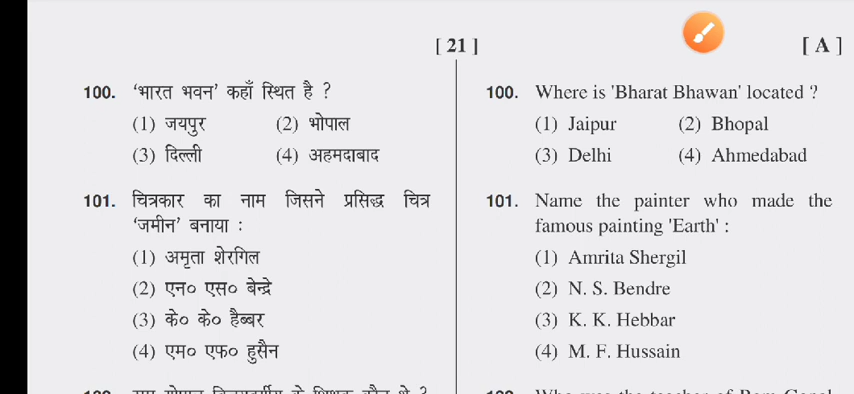 [ 21 ]
[ A ]
100. 'भारत भवन' कहाँ स्थित है ?
(1) जयपुर (2) भोपाल
(3) दिल्ली (4) अहमदाबाद
101. चित्रकार का नाम जिसने प्रसिद्ध चित्र
'जमीन' बनाया :
(1) अमृता शेरगिल
(2) एन० एस० बेन्द्रे
(3) के० के० हैब्बर
(4) एम० एफ० हुसैन
100. Where is 'Bharat Bhawan' located ?
(1) Jaipur (2) Bhopal
(3) Delhi (4) Ahmedabad
101. Name the painter who made the
famous painting 'Earth' :
(1) Amrita Shergil
(2) N. S. Bendre
(3) K. K. Hebbar
(4) M. F. Hussain